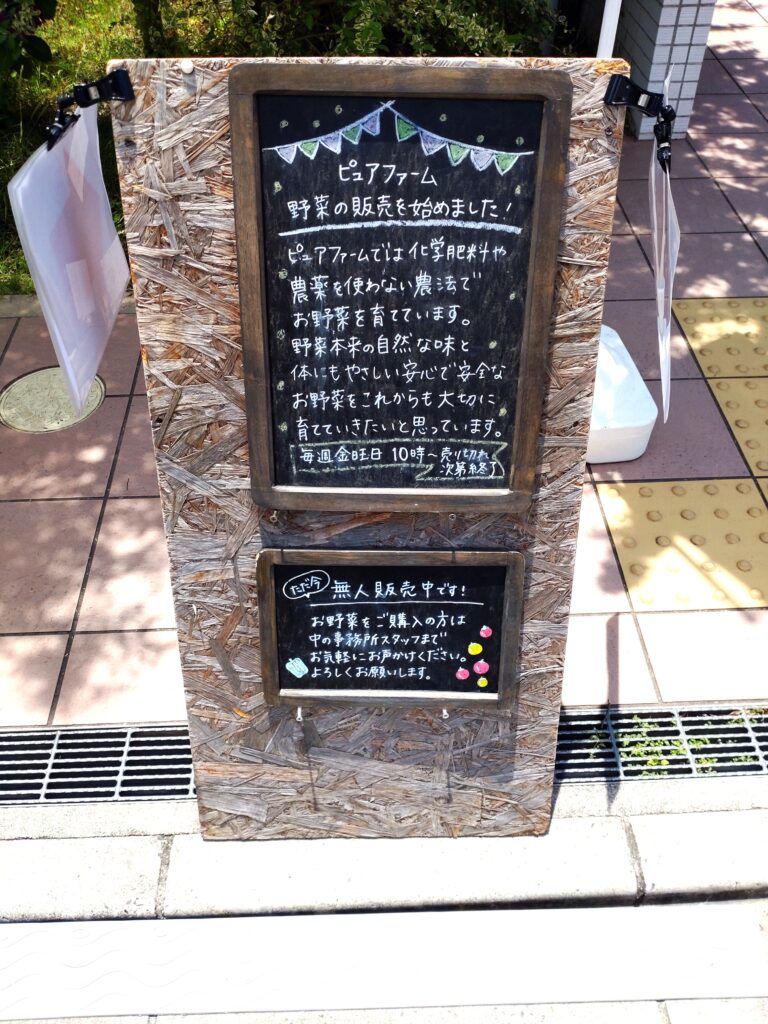 ピュアファーム
野菜の販売を始めました!
ピュアファームでは化学肥料や
農薬を使わない農法で
お野菜を育てています。
野菜本来の自然な味と
体にもやさしい安心で安全な
お野菜をこれからも大切に
育てていきたいと思っています。
毎週金曜日 10時〜売り切れ
次第終了
ただ今 無人販売中です!
お野菜をご購入の方は
中の事務所スタッフまで
お気軽にお声かけください。
よろしくお願いします。